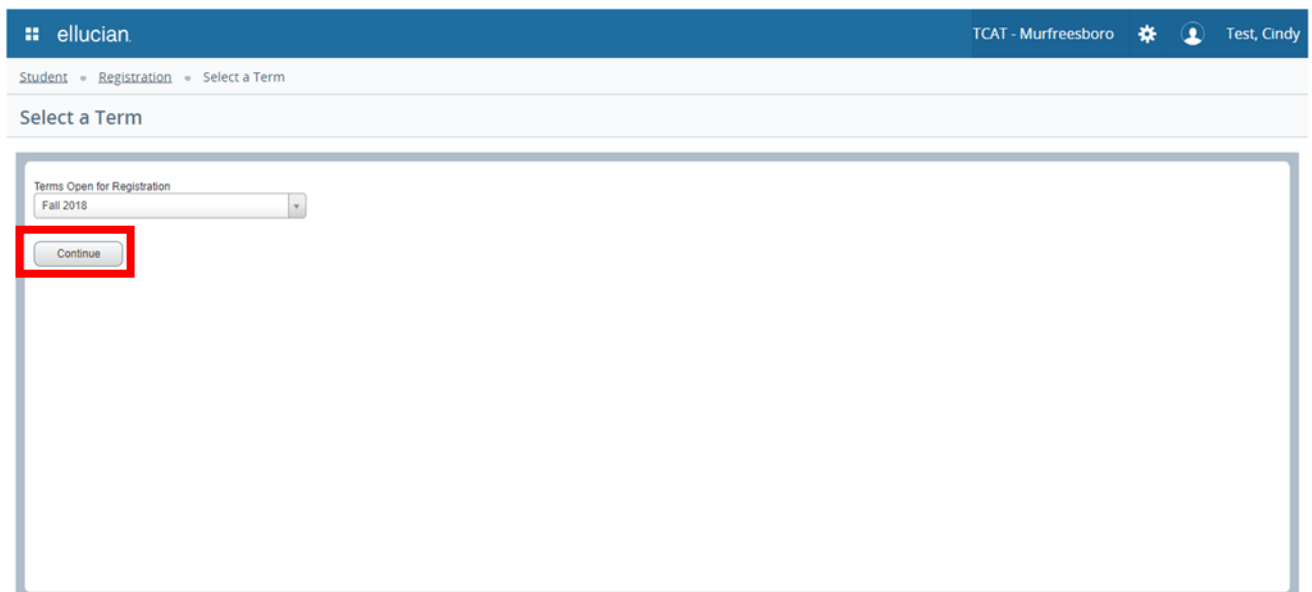 ellucian. TCAT - Murfreesboro Test, Cindy
Student Registration Select a Term
Select a Term
Terms Open for Registration
Fall 2018
Continue